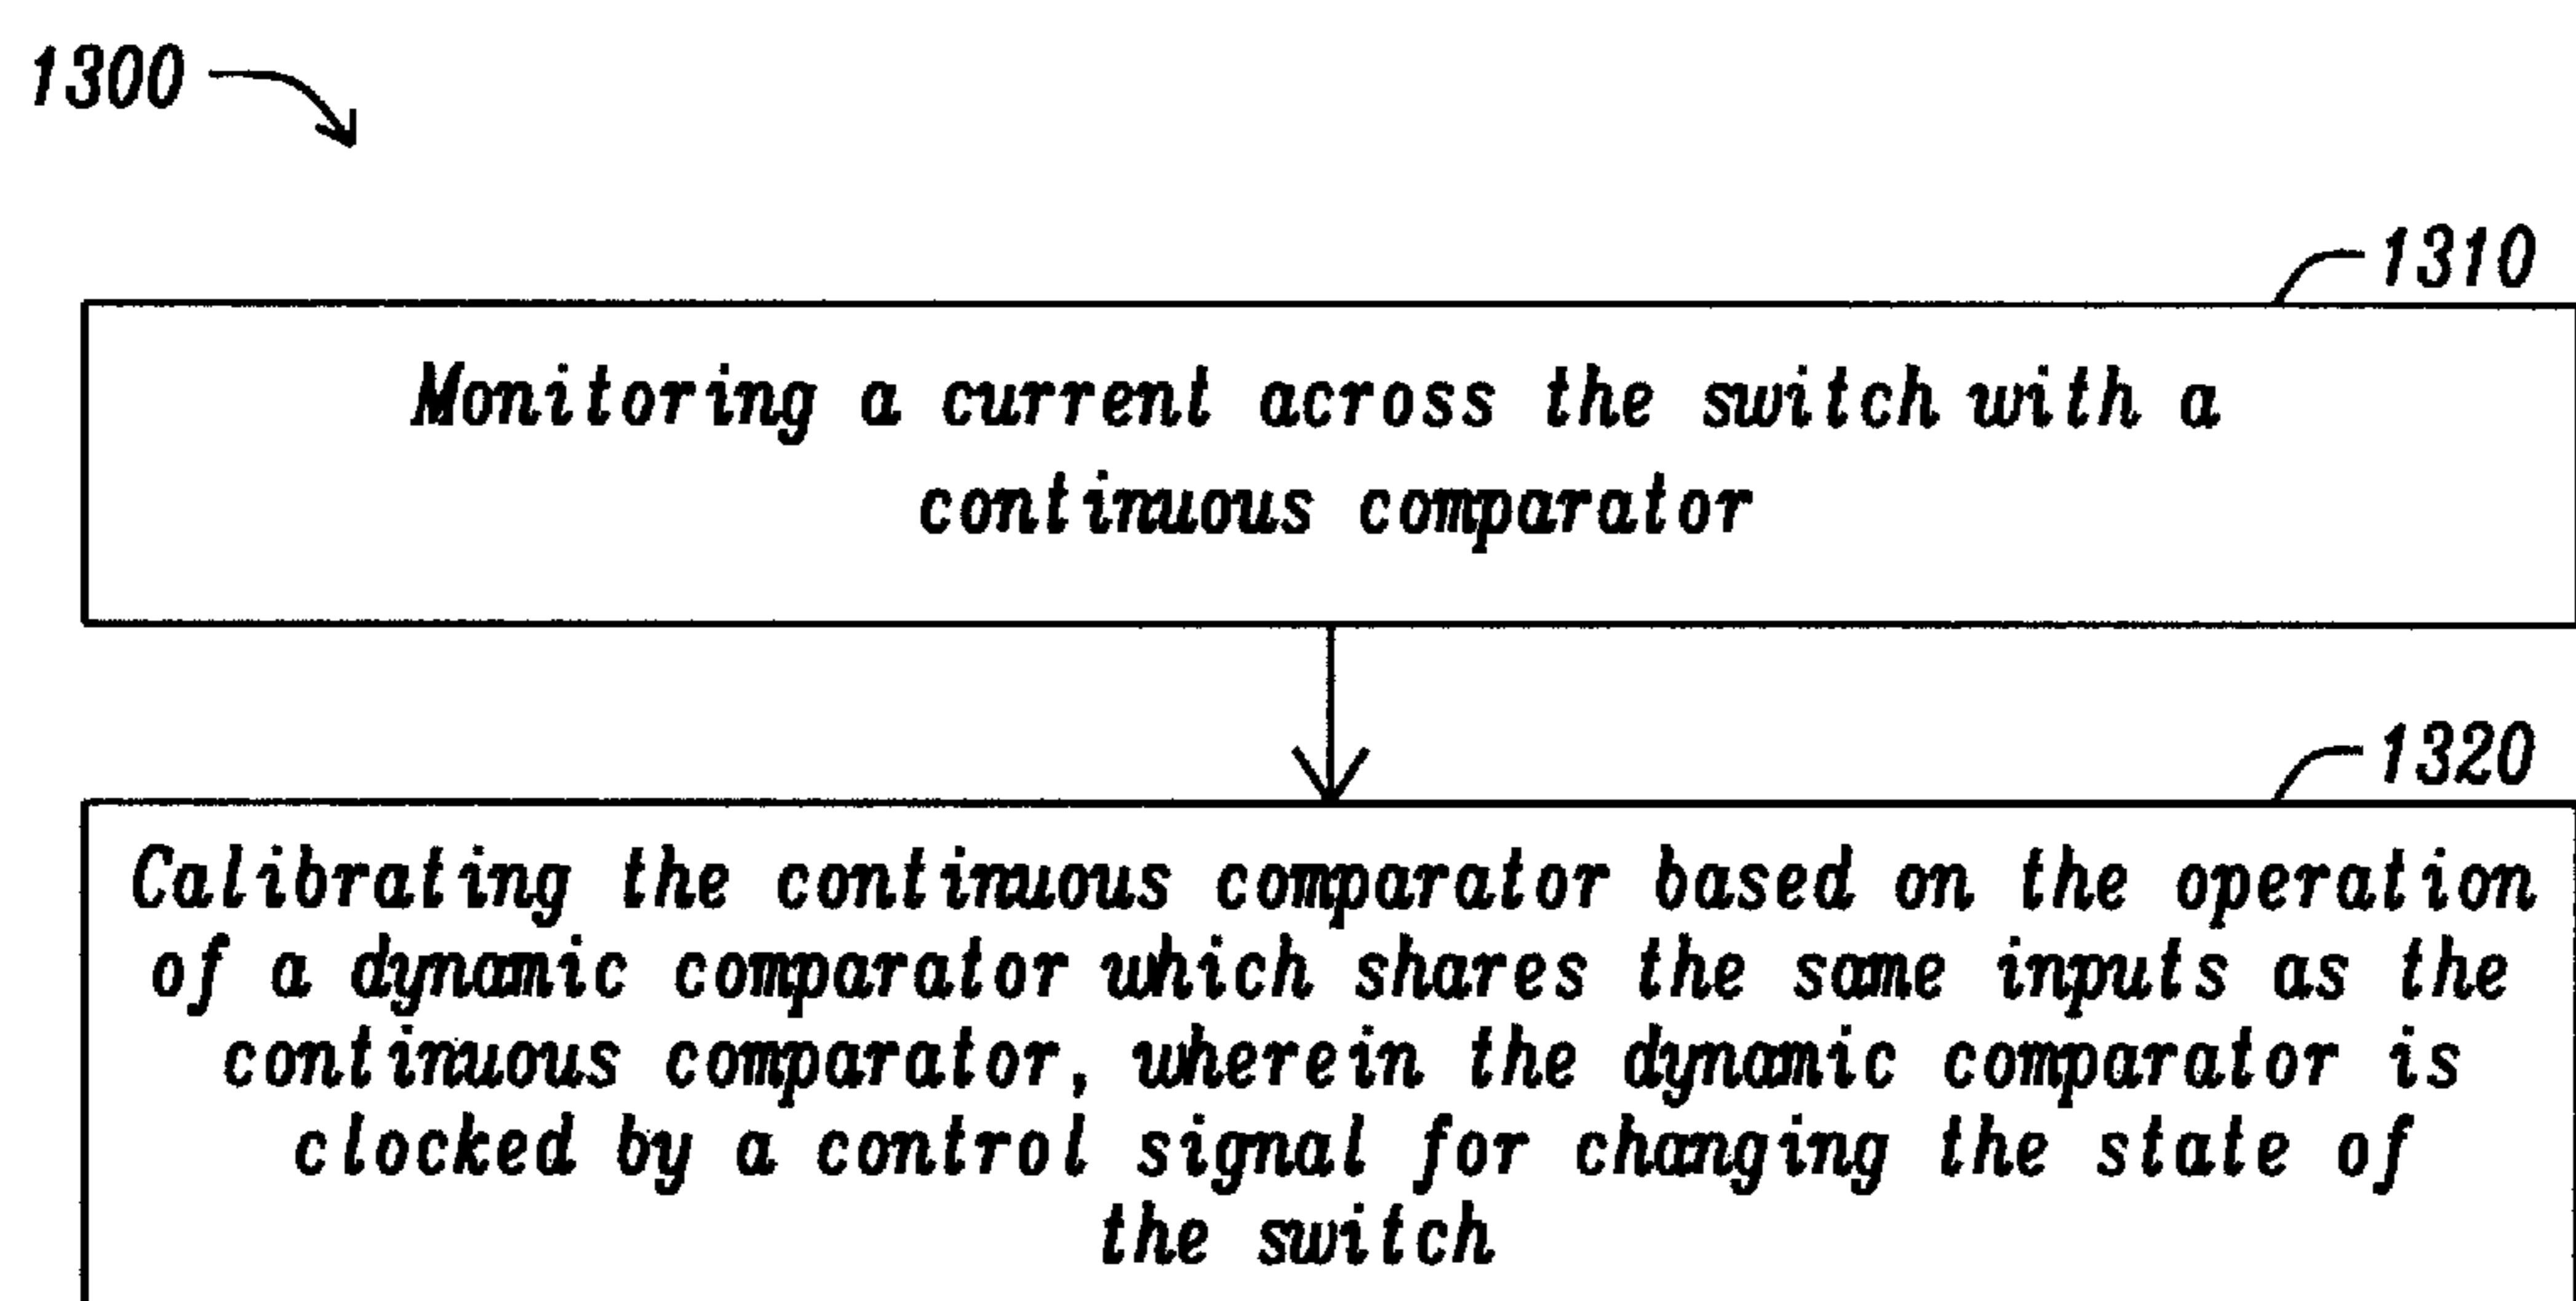 1300
1310
Monitoring a current across the switch with a
continuous comparator
1320
Calibrating the continuous comparator based on the operation
of a dynamic comparator which shares the same inputs as the
continuous comparator, wherein the dynamic comparator is
clocked by a control signal for changing the state of
the switch